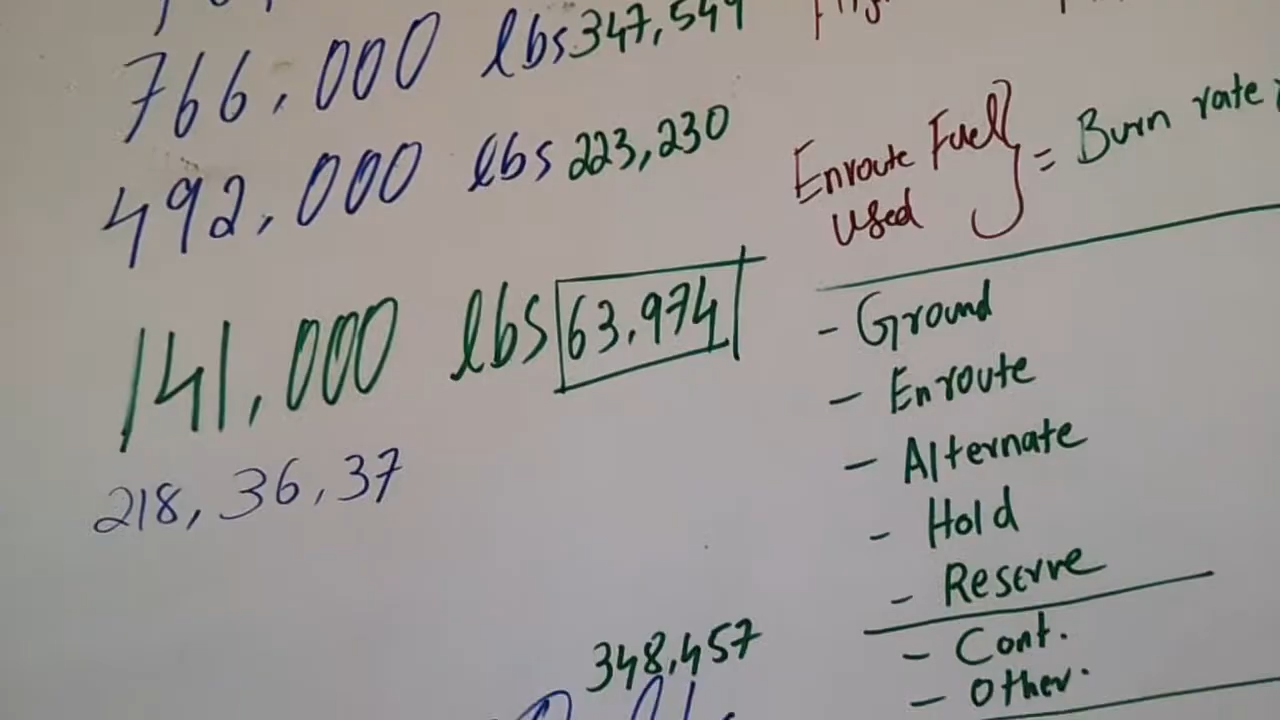 766,000 lbs 347,549
492,000 lbs 223,230
141,000 lbs 63,974
218, 36, 37
348,457
Enroute Fuel
Used
= Burn rate
- Ground
- Enroute
- Alternate
- Hold
- Reserve
- Cont.
- Other.